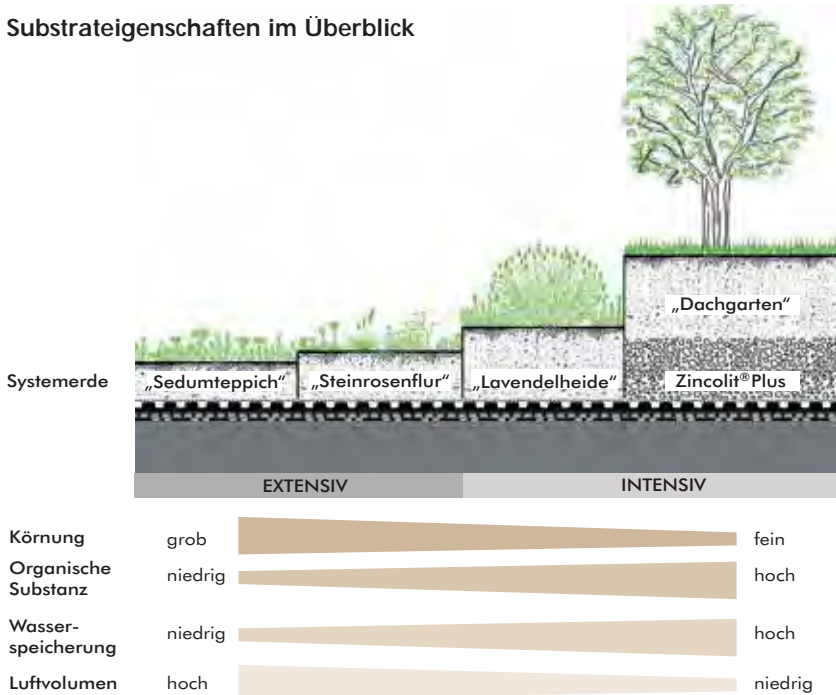 Substrateigenschaften im Überblick
„Dachgarten“
Systemerde „Sedumteppich“ „Steinrosenflur“ „Lavendelheide“ Zincolit®Plus
EXTENSIV INTENSIV
Körnung grob fein
Organische
Substanz niedrig hoch
Wasser-
speicherung niedrig hoch
Luftvolumen hoch niedrig